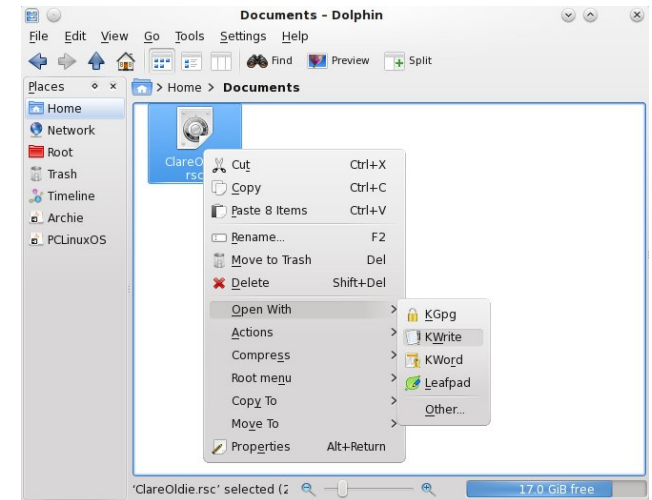 Documents – Dolphin
File Edit View Go Tools Settings Help
Find Preview Split
Places
> Home > Documents
Home
Network
Root
Trash
Timeline
Archie
PCLinuxOS
ClareO
rsc
Cut Ctrl+X
Copy Ctrl+C
Paste 8 Items Ctrl+V
Rename... F2
Move to Trash Del
Delete Shift+Del
Open With >
Actions >
Compress >
Root menu >
Copy To >
Move To >
Properties Alt+Return
KGpg
KWrite
KWord
Leafpad
Other...
'ClareOldie.rsc' selected (2
17.0 GiB free